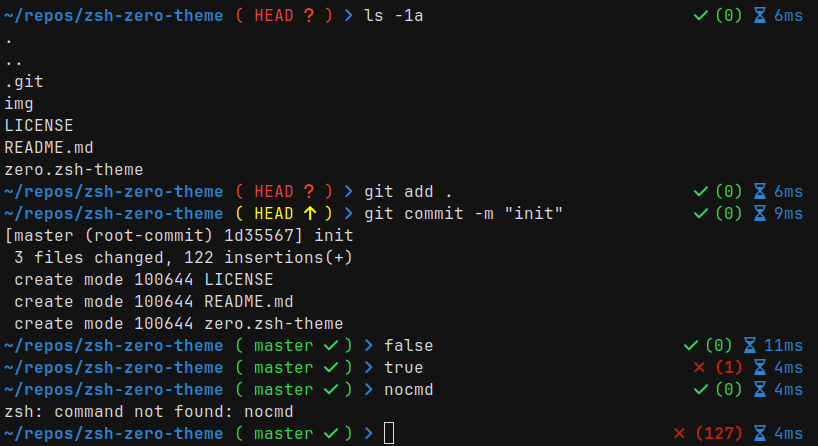 ~/repos/zsh-zero-theme ( HEAD ? ) > ls -1a ✓ (0) ⌛ 6ms
.
..
.git
img
LICENSE
README.md
zero.zsh-theme
~/repos/zsh-zero-theme ( HEAD ? ) > git add . ✓ (0) ⌛ 6ms
~/repos/zsh-zero-theme ( HEAD ↑ ) > git commit -m "init" ✓ (0) ⌛ 9ms
[master (root-commit) 1d35567] init
 3 files changed, 122 insertions(+)
 create mode 100644 LICENSE
 create mode 100644 README.md
 create mode 100644 zero.zsh-theme
~/repos/zsh-zero-theme ( master ✓ ) > false ✓ (0) ⌛ 11ms
~/repos/zsh-zero-theme ( master ✓ ) > true ✗ (1) ⌛ 4ms
~/repos/zsh-zero-theme ( master ✓ ) > nocmd ✓ (0) ⌛ 4ms
zsh: command not found: nocmd
~/repos/zsh-zero-theme ( master ✓ ) > ✗ (127) ⌛ 4ms